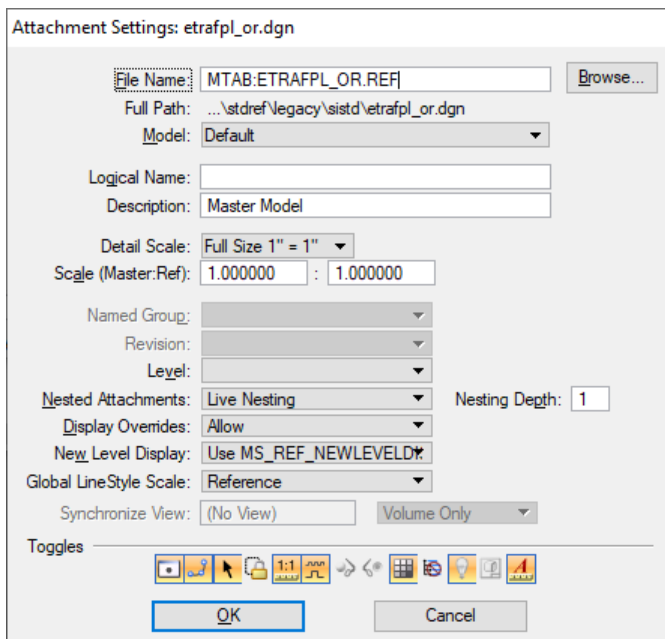 Attachment Settings: etrafpl_or.dgn
File Name: MTAB:ETRAFPL_OR.REF Browse...
Full Path: ...\stdref\legacy\sistd\etrafpl_or.dgn
Model: Default
Logical Name:
Description: Master Model
Detail Scale: Full Size 1" = 1"
Scale (Master:Ref): 1.000000 : 1.000000
Named Group:
Revision:
Level:
Nested Attachments: Live Nesting Nesting Depth: 1
Display Overrides: Allow
New Level Display: Use MS_REF_NEWLEVELDI
Global LineStyle Scale: Reference
Synchronize View: (No View) Volume Only
Toggles
1:1 A
OK Cancel